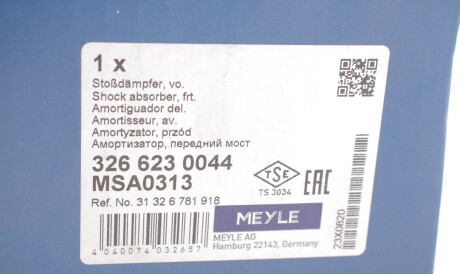 1 x
Stoßdämpfer, vo.
Shock absorber, frt.
Amortiguador del.
Amortisseur, av.
Amortyzator, przód
Амортизатор, передний мост
326 623 0044
MSA0313
TSE
TS 3034
EAC
Ref. No. 31 32 6 781 918
MEYLE
MEYLE AG
Hamburg 22143, Germany
4 040074 032657
23X0820